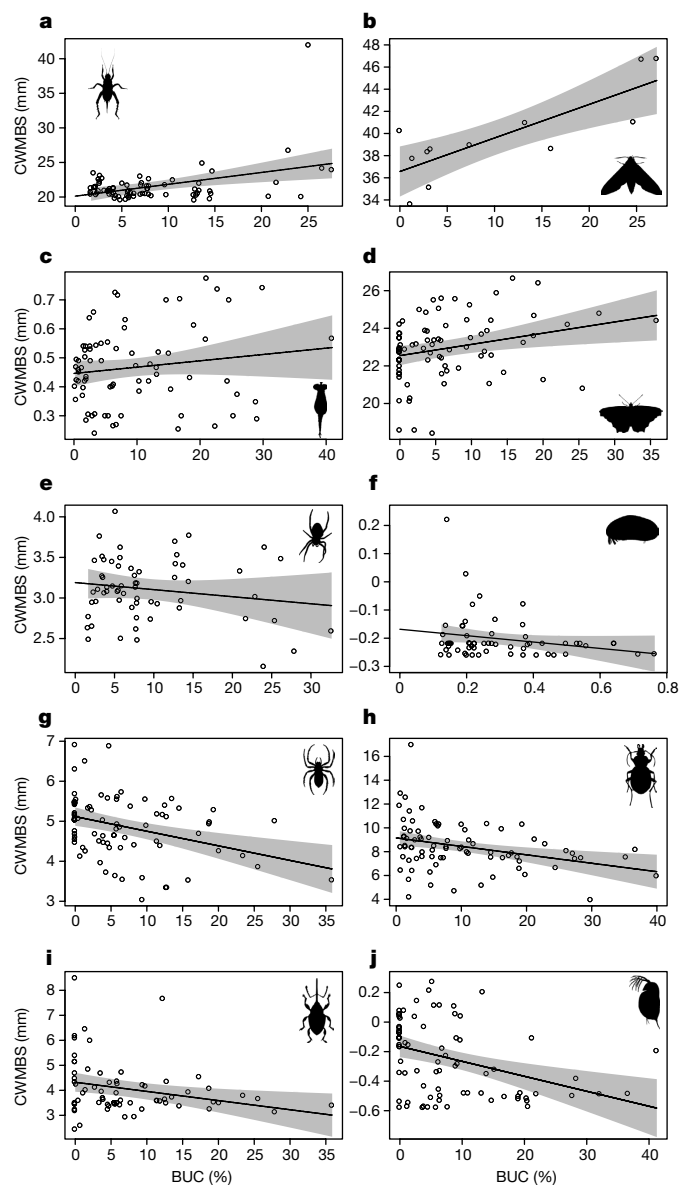 a
CWMBS (mm)
40
35
30
25
20
0 5 10 15 20 25
b
48
46
44
42
40
38
36
34
0 5 10 15 20 25
c
CWMBS (mm)
0.7
0.6
0.5
0.4
0.3
0 10 20 30 40
d
26
24
22
20
0 5 10 15 20 25 30 35
e
CWMBS (mm)
4.0
3.5
3.0
2.5
0 5 10 15 20 25 30
f
0.2
0.1
0
−0.1
−0.2
−0.3
0 0.2 0.4 0.6 0.8
g
CWMBS (mm)
7
6
5
4
3
0 5 10 15 20 25 30 35
h
16
14
12
10
8
6
4
0 10 20 30 40
i
CWMBS (mm)
8
7
6
5
4
3
0 5 10 15 20 25 30 35
BUC (%)
j
0.2
0
−0.2
−0.4
−0.6
0 10 20 30 40
BUC (%)